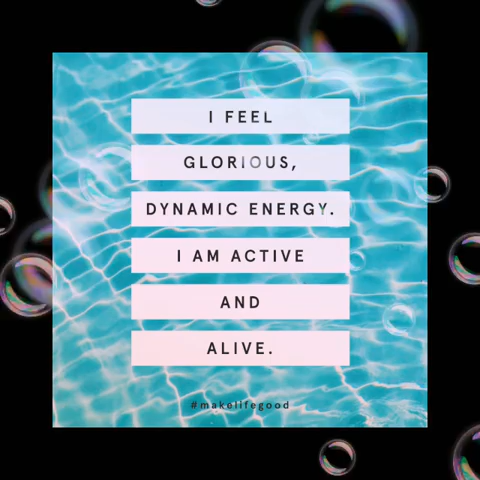 I FEEL
GLORIOUS,
DYNAMIC ENERGY.
I AM ACTIVE
AND
ALIVE.
#makelifegood